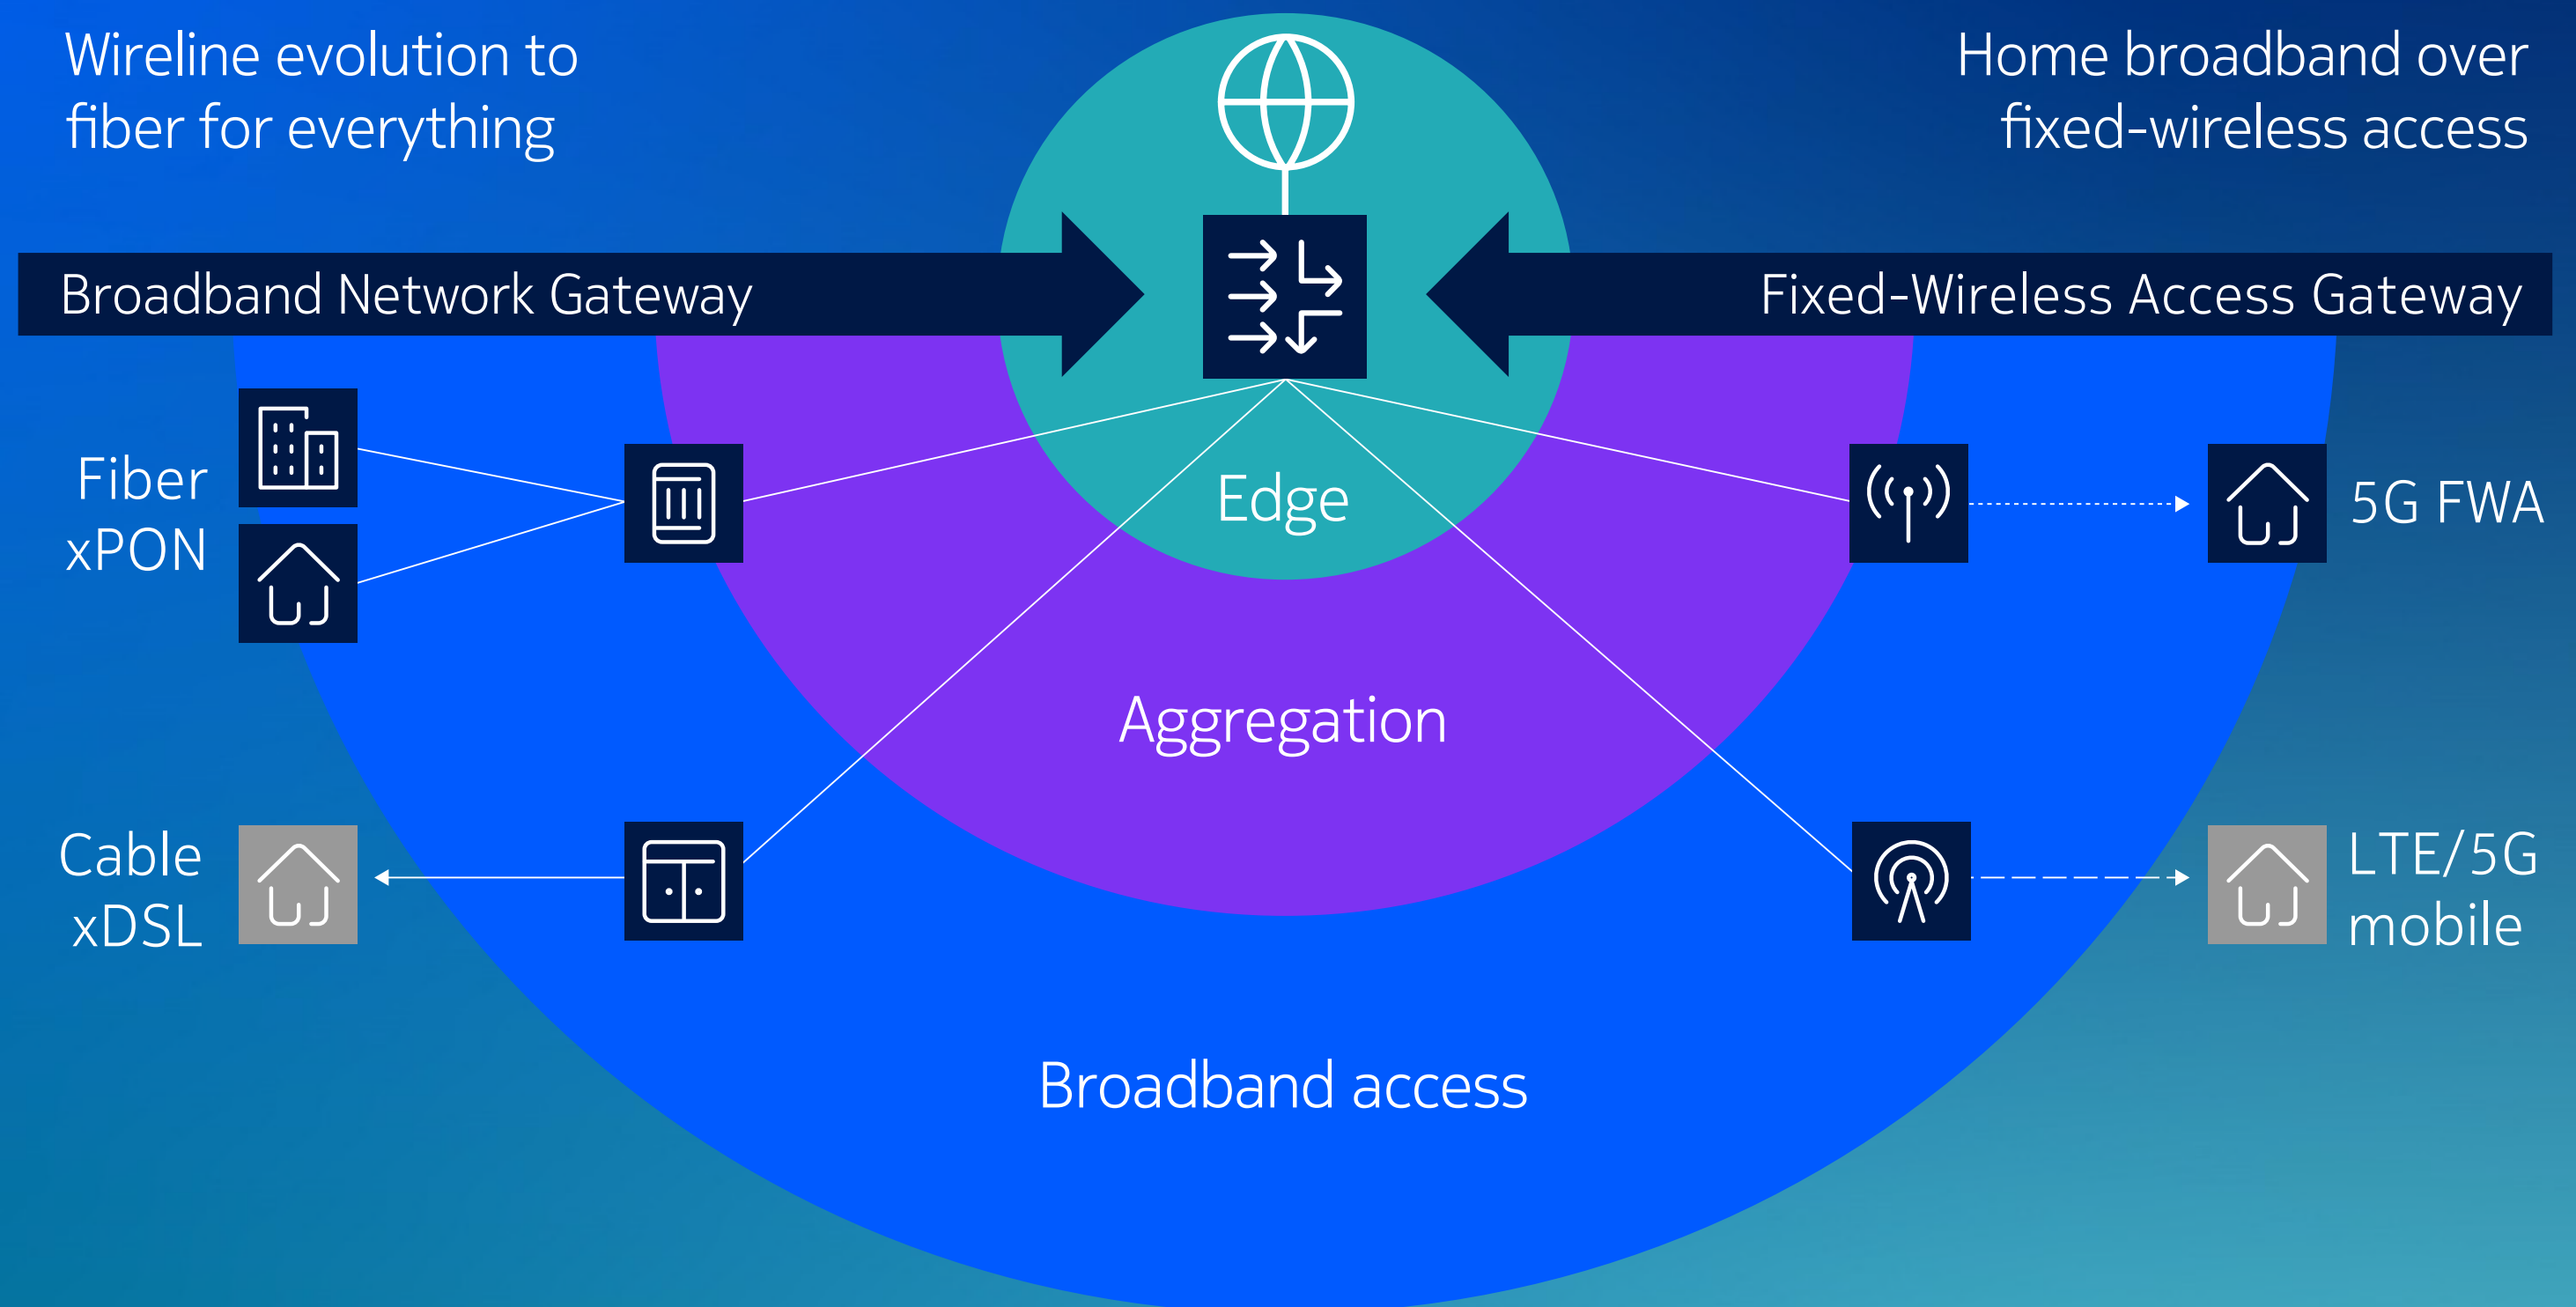 Wireline evolution to
fiber for everything
Home broadband over
fixed-wireless access
Broadband Network Gateway
Fixed-Wireless Access Gateway
Fiber
xPON
Edge
5G FWA
Aggregation
Cable
xDSL
LTE/5G
mobile
Broadband access